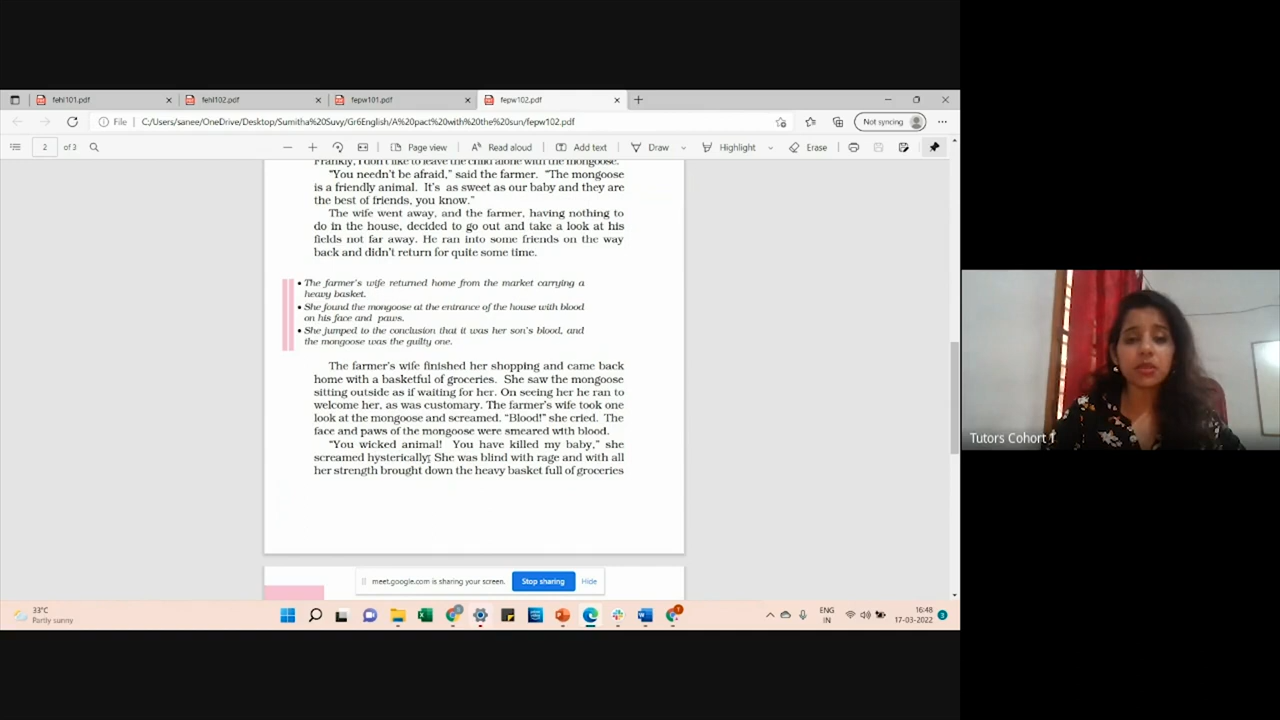 fehl101.pdf
fehl102.pdf
fepw101.pdf
fepw102.pdf
File
C:/Users/sanee/OneDrive/Desktop/Sumitha%20Suvy/Gr6English/A%20pact%20with%20the%20sun/fepw102.pdf
Not syncing
2 of 3
Page view
Read aloud
Add text
Draw
Highlight
Erase
Frankly, I don't like to leave the child alone with the mongoose."
"You needn't be afraid," said the farmer. "The mongoose
is a friendly animal. It's as sweet as our baby and they are
the best of friends, you know."
The wife went away, and the farmer, having nothing to
do in the house, decided to go out and take a look at his
fields not far away. He ran into some friends on the way
back and didn't return for quite some time.
• The farmer's wife returned home from the market carrying a
heavy basket.
• She found the mongoose at the entrance of the house with blood
on his face and paws.
• She jumped to the conclusion that it was her son's blood, and
the mongoose was the guilty one.
The farmer's wife finished her shopping and came back
home with a basketful of groceries. She saw the mongoose
sitting outside as if waiting for her. On seeing her he ran to
welcome her, as was customary. The farmer's wife took one
look at the mongoose and screamed. "Blood!" she cried. The
face and paws of the mongoose were smeared with blood.
"You wicked animal! You have killed my baby," she
screamed hysterically. She was blind with rage and with all
her strength brought down the heavy basket full of groceries
meet.google.com is sharing your screen.
Stop sharing
Hide
Tutors Cohort 1
33°C
Partly sunny
ENG
IN
16:48
17-03-2022
3